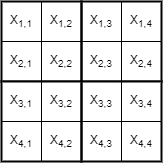 X₁,₁ X₁,₂ X₁,₃ X₁,₄
X₂,₁ X₂,₂ X₂,₃ X₂,₄
X₃,₁ X₃,₂ X₃,₃ X₃,₄
X₄,₁ X₄,₂ X₄,₃ X₄,₄